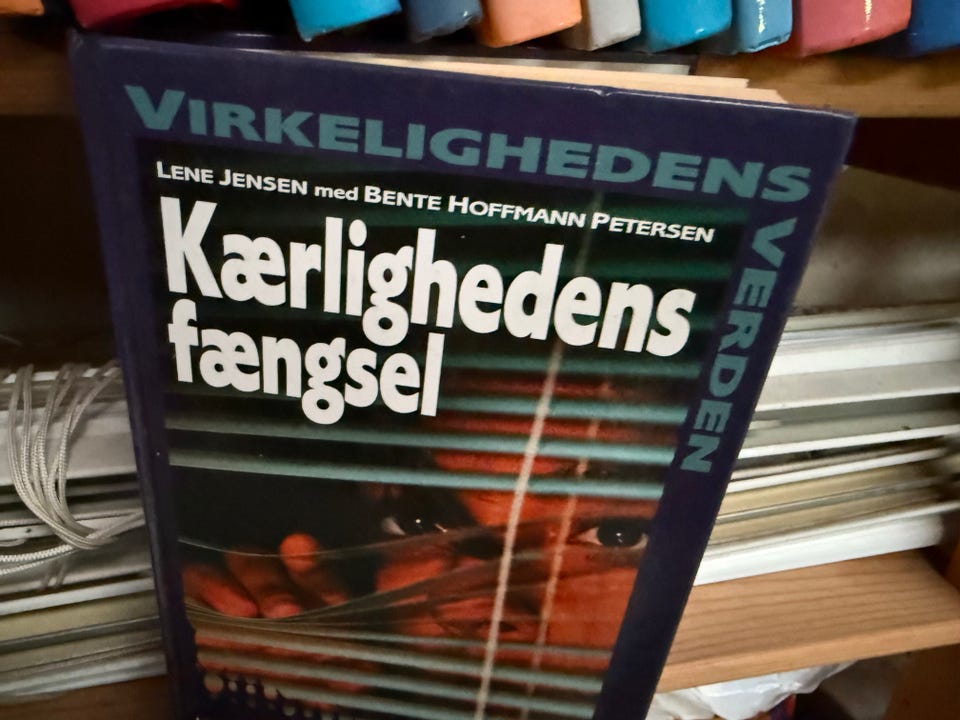 VIRKELIGHEDENS VERDEN
LENE JENSEN med BENTE HOFFMANN PETERSEN
Kærlighedens
fængsel